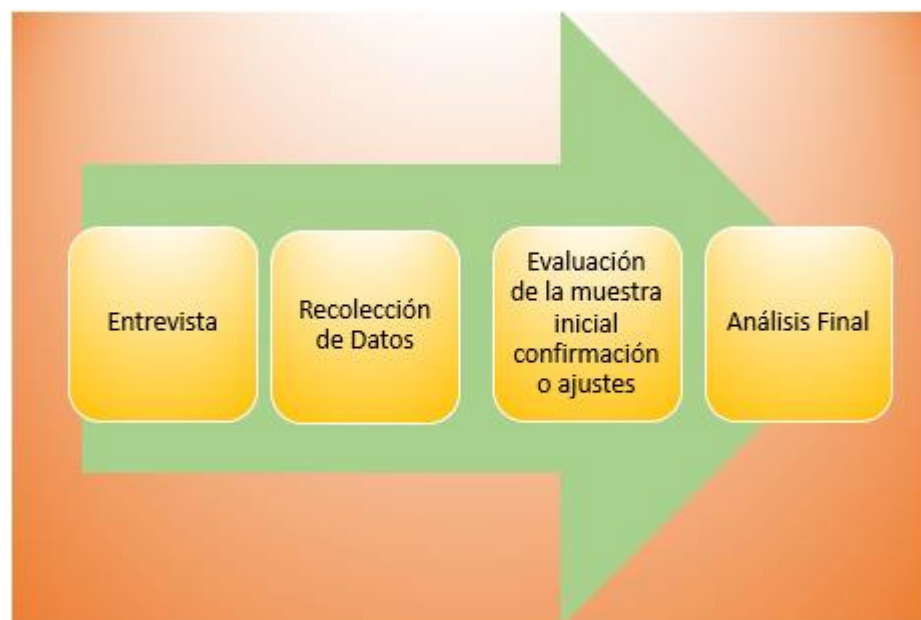 Entrevista
Recolección
de Datos
Evaluación
de la muestra
inicial
confirmación
o ajustes
Análisis Final